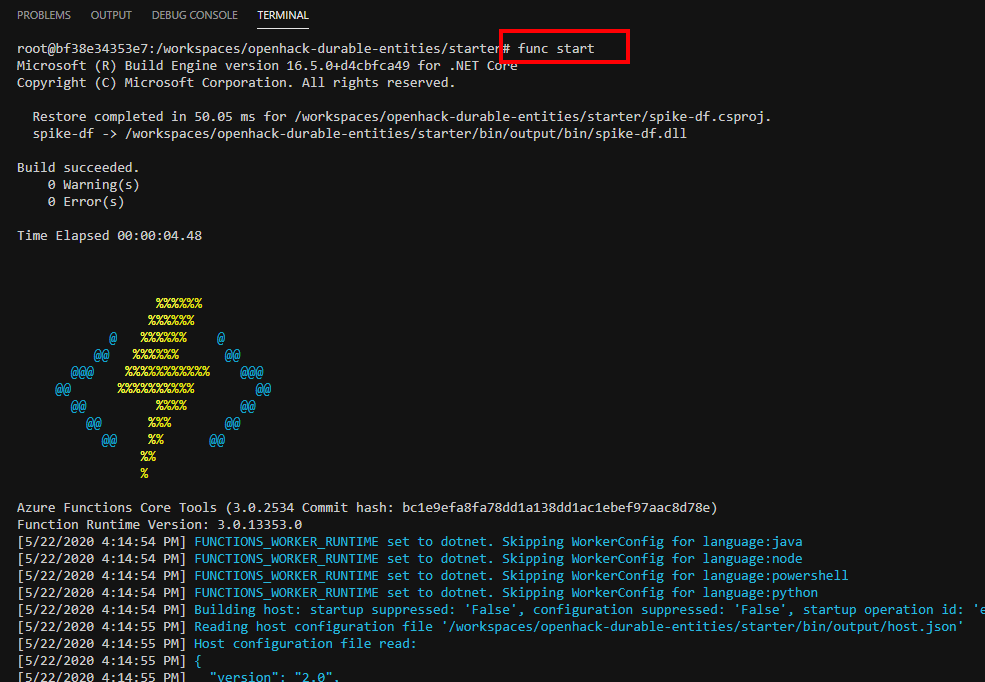 PROBLEMS OUTPUT DEBUG CONSOLE TERMINAL
root@bf38e34353e7:/workspaces/openhack-durable-entities/starter# func start
Microsoft (R) Build Engine version 16.5.0+d4cbfca49 for .NET Core
Copyright (C) Microsoft Corporation. All rights reserved.
  Restore completed in 50.05 ms for /workspaces/openhack-durable-entities/starter/spike-df.csproj.
  spike-df -> /workspaces/openhack-durable-entities/starter/bin/output/bin/spike-df.dll
Build succeeded.
    0 Warning(s)
    0 Error(s)
Time Elapsed 00:00:04.48
                  %%%%%%
                 %%%%%%
            @   %%%%%%    @
          @@   %%%%%%      @@
       @@@    %%%%%%%%%%%    @@@
     @@      %%%%%%%%%%        @@
       @@         %%%%       @@
         @@      %%%       @@
           @@    %%      @@
                %%
                %
Azure Functions Core Tools (3.0.2534 Commit hash: bc1e9efa8fa78dd1a138dd1ac1ebef97aac8d78e)
Function Runtime Version: 3.0.13353.0
[5/22/2020 4:14:54 PM] FUNCTIONS_WORKER_RUNTIME set to dotnet. Skipping WorkerConfig for language:java
[5/22/2020 4:14:54 PM] FUNCTIONS_WORKER_RUNTIME set to dotnet. Skipping WorkerConfig for language:node
[5/22/2020 4:14:54 PM] FUNCTIONS_WORKER_RUNTIME set to dotnet. Skipping WorkerConfig for language:powershell
[5/22/2020 4:14:54 PM] FUNCTIONS_WORKER_RUNTIME set to dotnet. Skipping WorkerConfig for language:python
[5/22/2020 4:14:54 PM] Building host: startup suppressed: 'False', configuration suppressed: 'False', startup operation id: 'e
[5/22/2020 4:14:55 PM] Reading host configuration file '/workspaces/openhack-durable-entities/starter/bin/output/host.json'
[5/22/2020 4:14:55 PM] Host configuration file read:
[5/22/2020 4:14:55 PM] {
[5/22/2020 4:14:55 PM]   "version": "2.0",